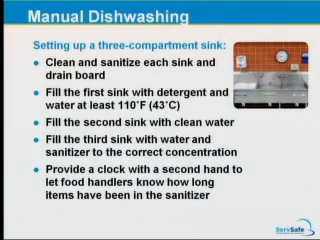 Manual Dishwashing
Setting up a three-compartment sink:
Clean and sanitize each sink and
drain board
Fill the first sink with detergent and
water at least 110°F (43°C)
Fill the second sink with clean water
Fill the third sink with water and
sanitizer to the correct concentration
Provide a clock with a second hand to
let food handlers know how long
items have been in the sanitizer
ServSafe